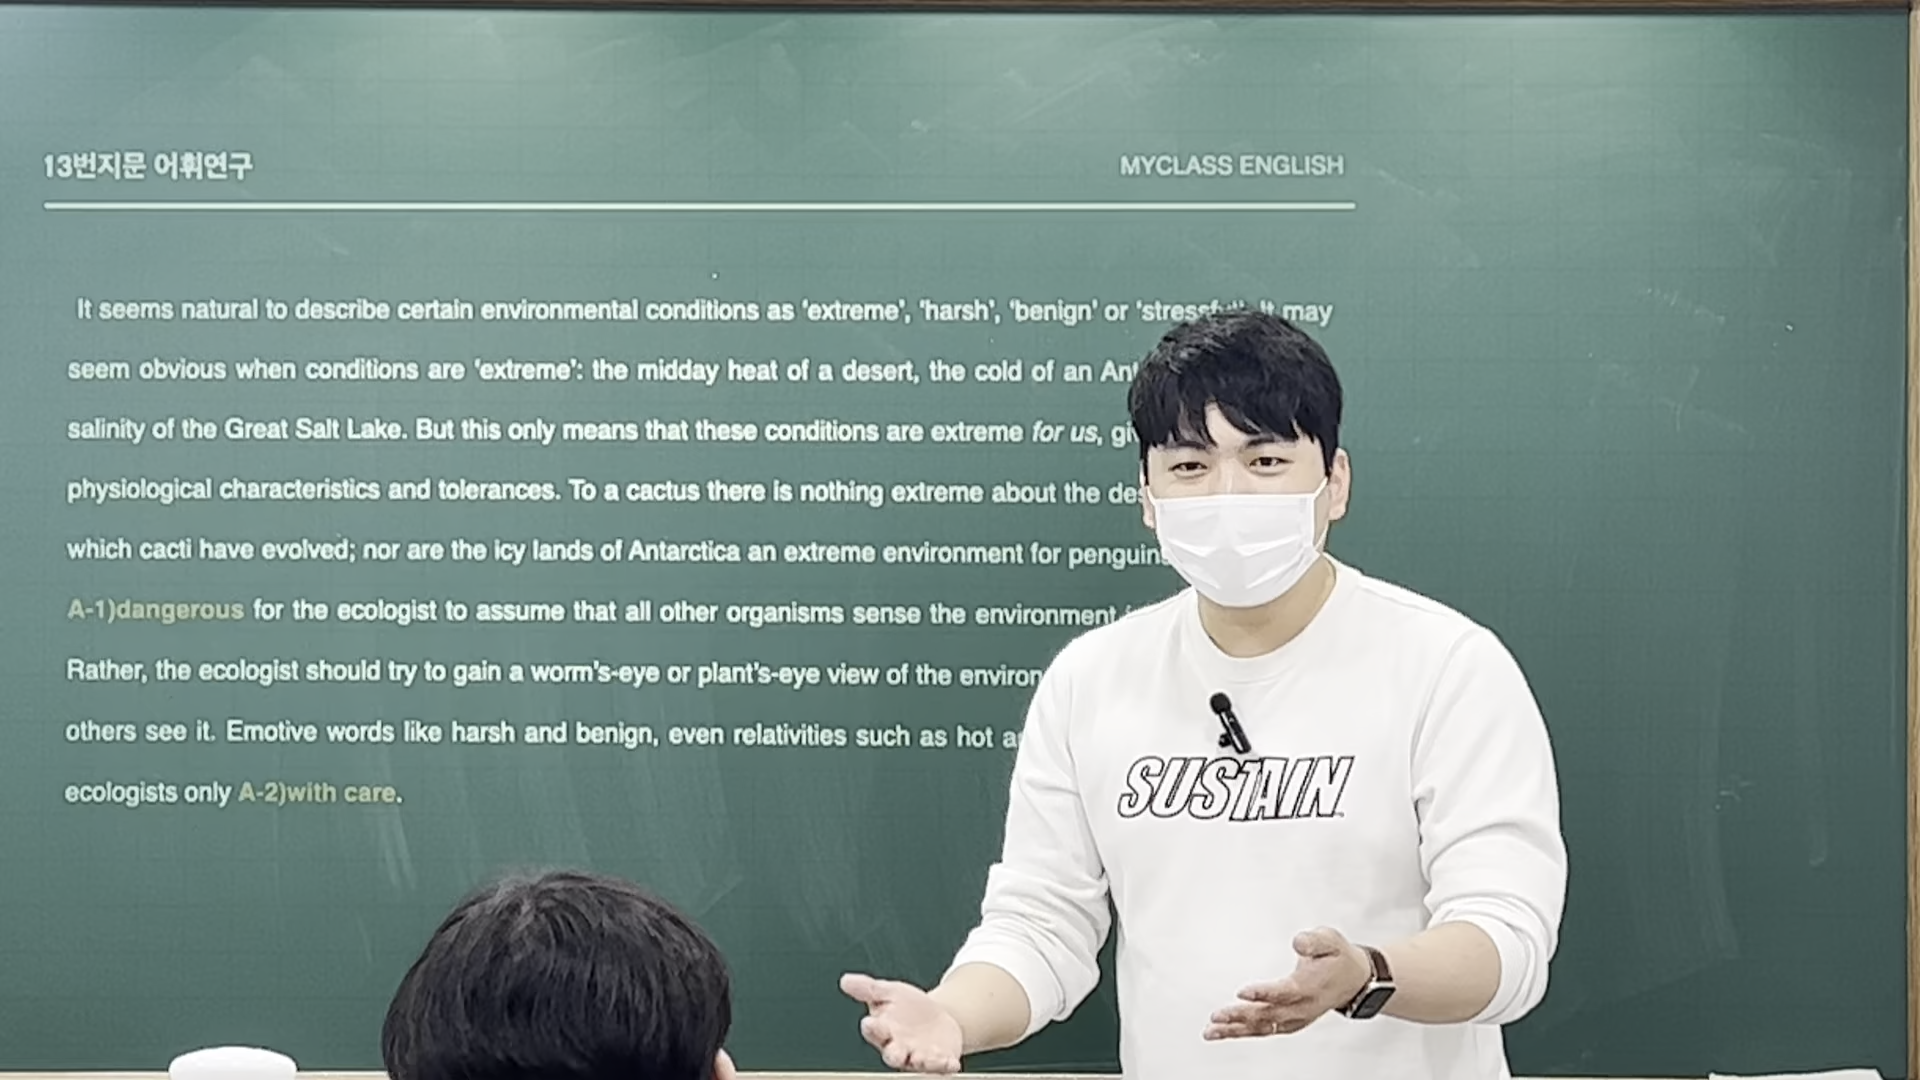 13번지문 어휘연구
MYCLASS ENGLISH
It seems natural to describe certain environmental conditions as 'extreme', 'harsh', 'benign' or It may
seem obvious when conditions are 'extreme': the midday heat of a desert, the cold of an
salinity of the Great Salt Lake. But this only means that these conditions are extreme for us,
physiological characteristics and tolerances. To a cactus there is nothing extreme about the
which cacti have evolved; nor are the icy lands of Antarctica an extreme environment for
A-1)dangerous for the ecologist to assume that all other organisms sense the environment
Rather, the ecologist should try to gain a worm's-eye or plant's-eye view of the
others see it. Emotive words like harsh and benign, even relativities such as hot
ecologists only A-2)with care.
SUSTAIN